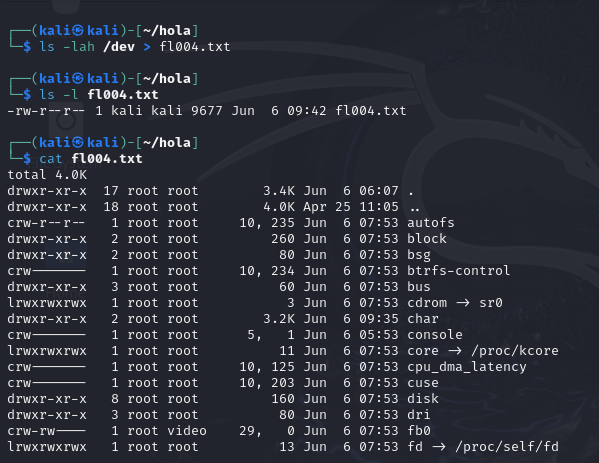 ┌──(kali㉿kali)-[~/hola]
└─$ ls -lah /dev > fl004.txt
┌──(kali㉿kali)-[~/hola]
└─$ ls -l fl004.txt
-rw-r--r-- 1 kali kali 9677 Jun  6 09:42 fl004.txt
┌──(kali㉿kali)-[~/hola]
└─$ cat fl004.txt
total 4.0K
drwxr-xr-x  17 root root        3.4K Jun  6 06:07 .
drwxr-xr-x  18 root root        4.0K Apr 25 11:05 ..
crw-r--r--   1 root root     10, 235 Jun  6 07:53 autofs
drwxr-xr-x   2 root root         260 Jun  6 07:53 block
drwxr-xr-x   2 root root          80 Jun  6 07:53 bsg
crw-------   1 root root     10, 234 Jun  6 07:53 btrfs-control
drwxr-xr-x   3 root root          60 Jun  6 07:53 bus
lrwxrwxrwx   1 root root           3 Jun  6 07:53 cdrom -> sr0
drwxr-xr-x   2 root root        3.2K Jun  6 09:35 char
crw-------   1 root root      5,   1 Jun  6 05:53 console
lrwxrwxrwx   1 root root          11 Jun  6 07:53 core -> /proc/kcore
crw-------   1 root root     10, 125 Jun  6 07:53 cpu_dma_latency
crw-------   1 root root     10, 203 Jun  6 07:53 cuse
drwxr-xr-x   8 root root         160 Jun  6 07:53 disk
drwxr-xr-x   3 root root          80 Jun  6 07:53 dri
crw-rw----   1 root video    29,   0 Jun  6 07:53 fb0
lrwxrwxrwx   1 root root          13 Jun  6 07:53 fd -> /proc/self/fd